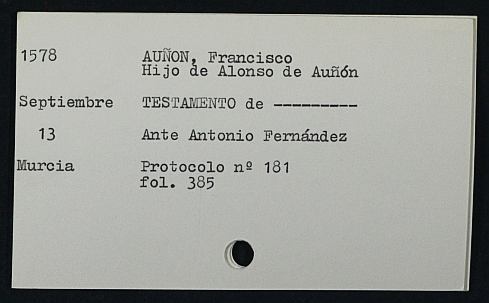 1578 AUÑON, Francisco
Hijo de Alonso de Auñón
Septiembre TESTAMENTO de ---------
13 Ante Antonio Fernández
Murcia Protocolo nº 181
fol. 385